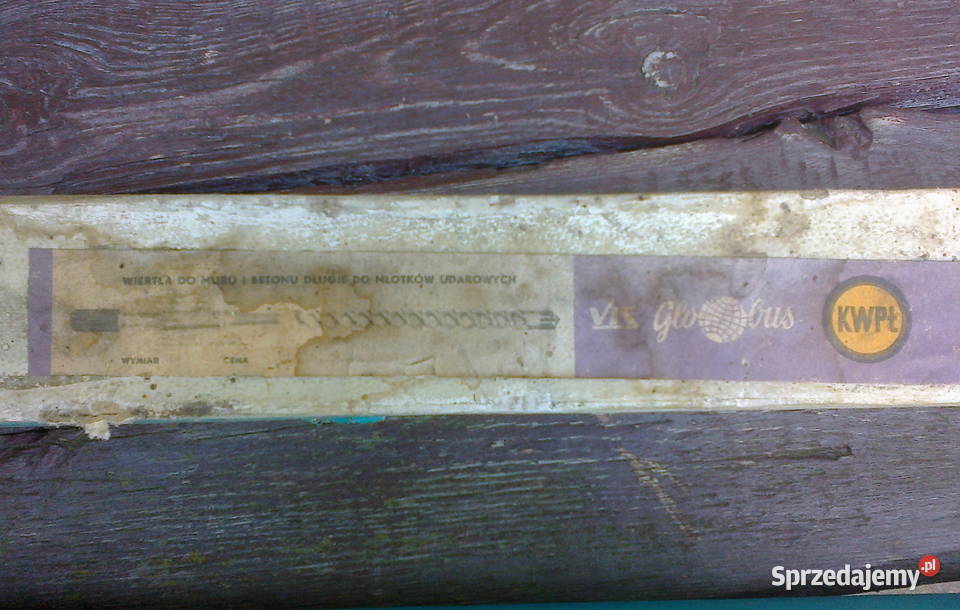 WIERTŁA DO MURU I BETONU DŁUGIE DO MŁOTKÓW UDAROWYCH
WYMIAR CENA
VIS Globus KWPŁ
Sprzedajemy.pl